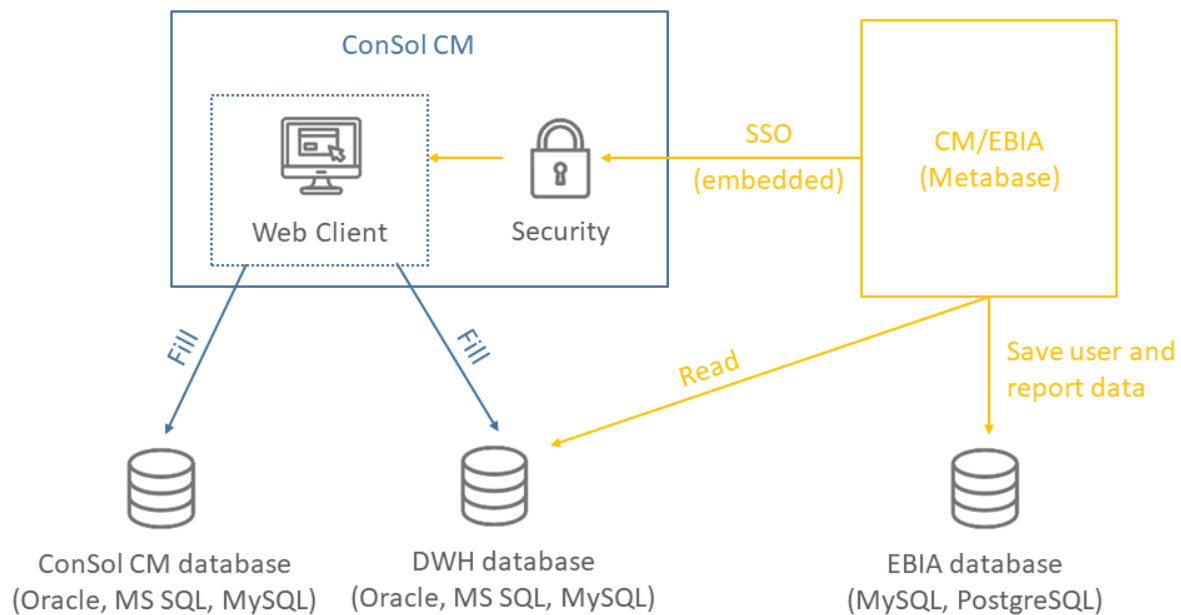 ConSol CM
Web Client
Security
SSO
(embedded)
CM/EBIA
(Metabase)
Fill
Fill
Read
Save user and
report data
ConSol CM database
(Oracle, MS SQL, MySQL)
DWH database
(Oracle, MS SQL, MySQL)
EBIA database
(MySQL, PostgreSQL)